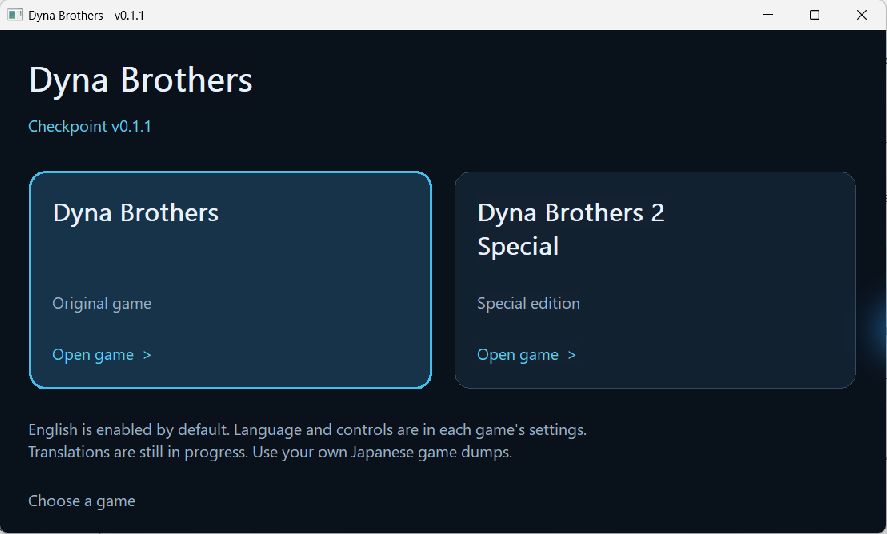 Dyna Brothers - v0.1.1
Dyna Brothers
Checkpoint v0.1.1
Dyna Brothers
Original game
Open game >
Dyna Brothers 2
Special
Special edition
Open game >
English is enabled by default. Language and controls are in each game's settings.
Translations are still in progress. Use your own Japanese game dumps.
Choose a game